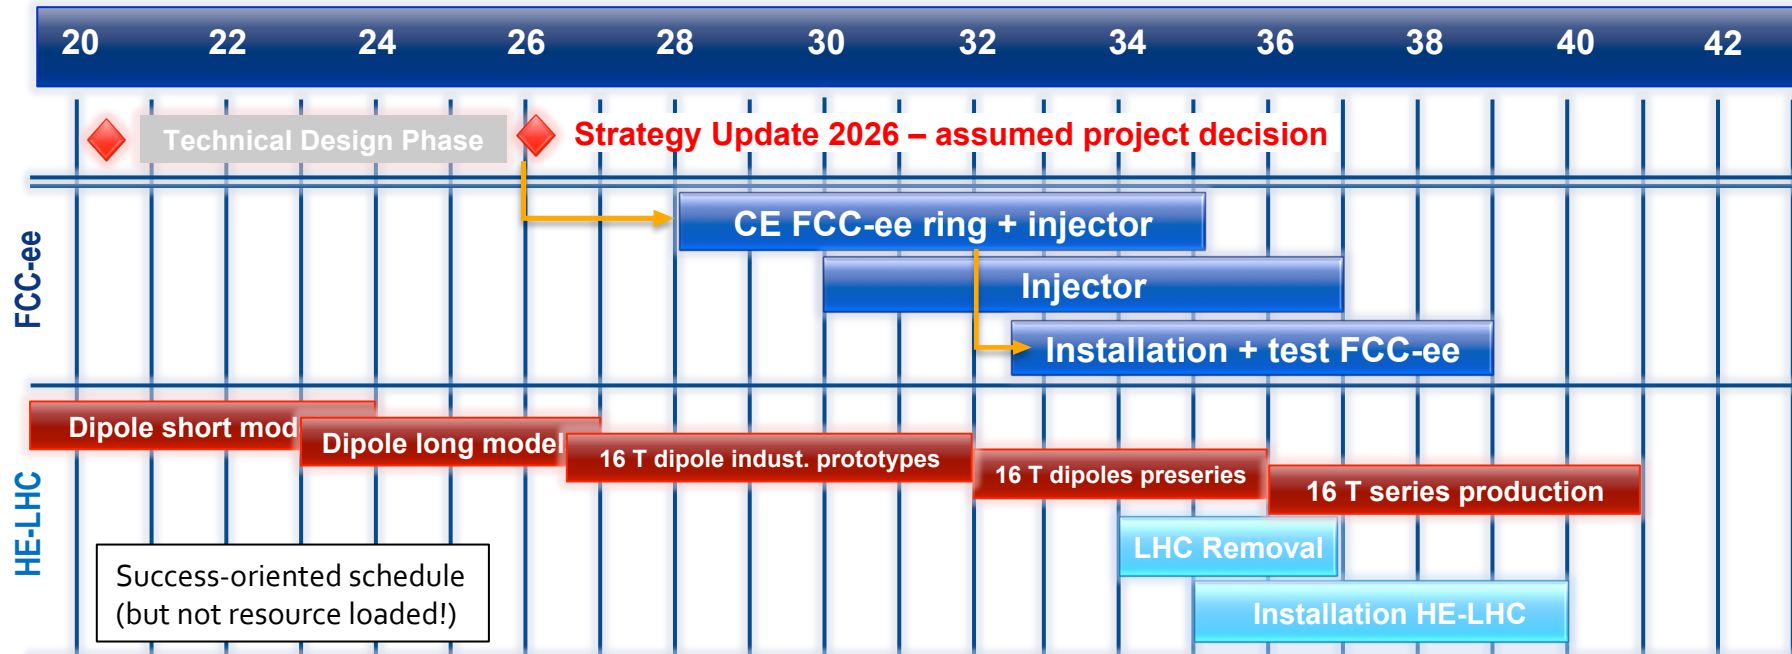 20 22 24 26 28 30 32 34 36 38 40 42
Technical Design Phase
Strategy Update 2026 – assumed project decision
FCC-ee
CE FCC-ee ring + injector
Injector
Installation + test FCC-ee
HE-LHC
Dipole short mod
Dipole long model
16 T dipole indust. prototypes
16 T dipoles preseries
16 T series production
LHC Removal
Installation HE-LHC
Success-oriented schedule
(but not resource loaded!)